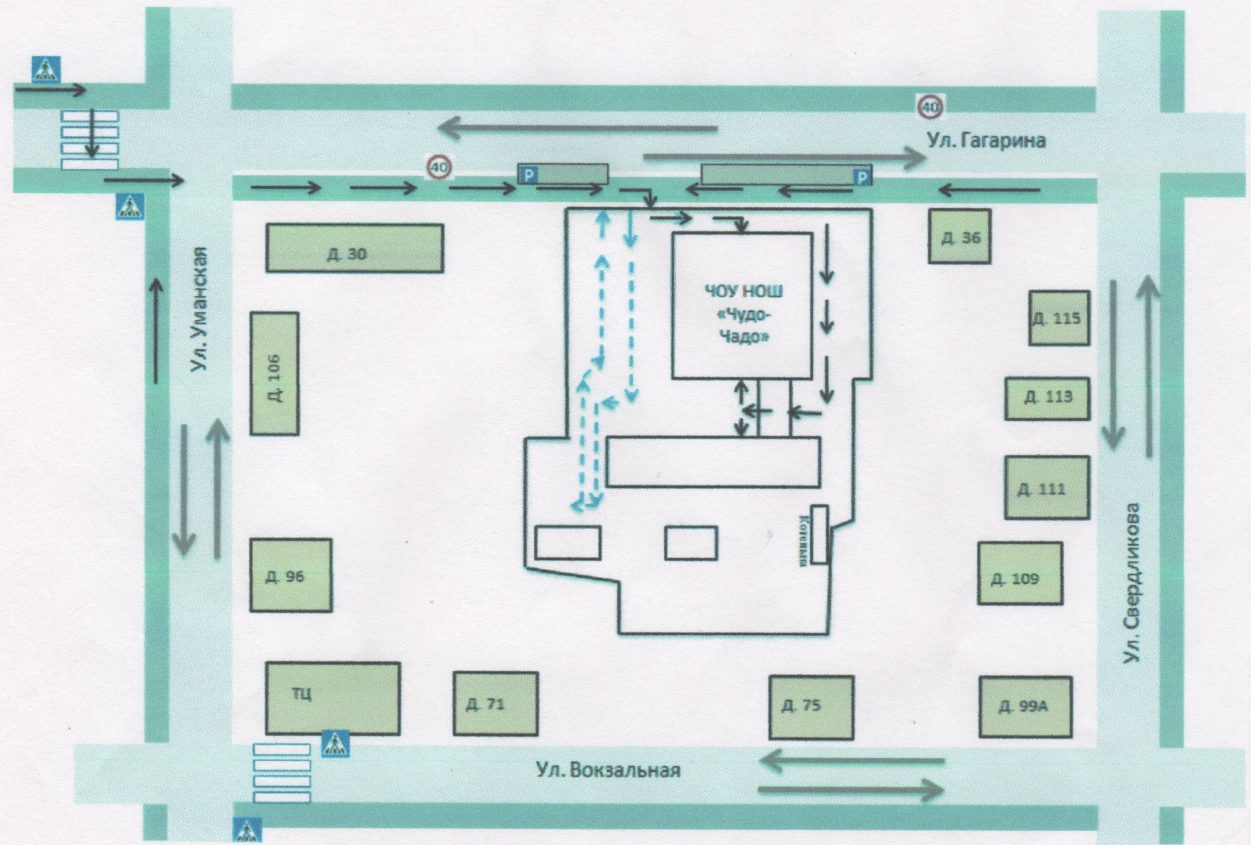 40
Ул. Гагарина
40
P
P
Д. 30
Д. 36
Ул. Уманская
ЧОУ НОШ
«Чудо-
Чадо»
Д. 115
Д. 106
Д. 113
Д. 111
Котельня
Д. 96
Д. 109
Ул. Свердликова
ТЦ
Д. 71
Д. 75
Д. 99А
Ул. Вокзальная